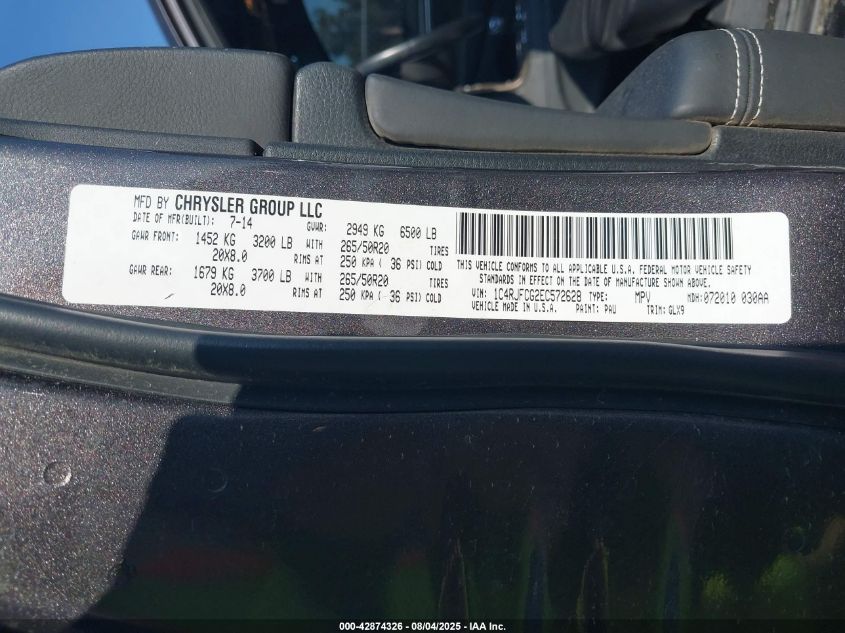 MFD BY CHRYSLER GROUP LLC
DATE OF MFR(BUILT): 7-14 GVWR: 2949 KG 6500 LB
GAWR FRONT: 1452 KG 3200 LB WITH 265/50R20 TIRES
20X8.0 RIMS AT 250 KPA ( 36 PSI) COLD
GAWR REAR: 1679 KG 3700 LB WITH 265/50R20 TIRES
20X8.0 RIMS AT 250 KPA ( 36 PSI) COLD
THIS VEHICLE CONFORMS TO ALL APPLICABLE U.S.A. FEDERAL MOTOR VEHICLE SAFETY
STANDARDS IN EFFECT ON THE DATE OF MANUFACTURE SHOWN ABOVE.
VIN: 1C4RJFCG2EC572628 TYPE: MPV MDH:072010 030AA
VEHICLE MADE IN U.S.A. PAINT: PAU TRIM: GLX9
000-42874326 - 08/04/2025 - IAA Inc.